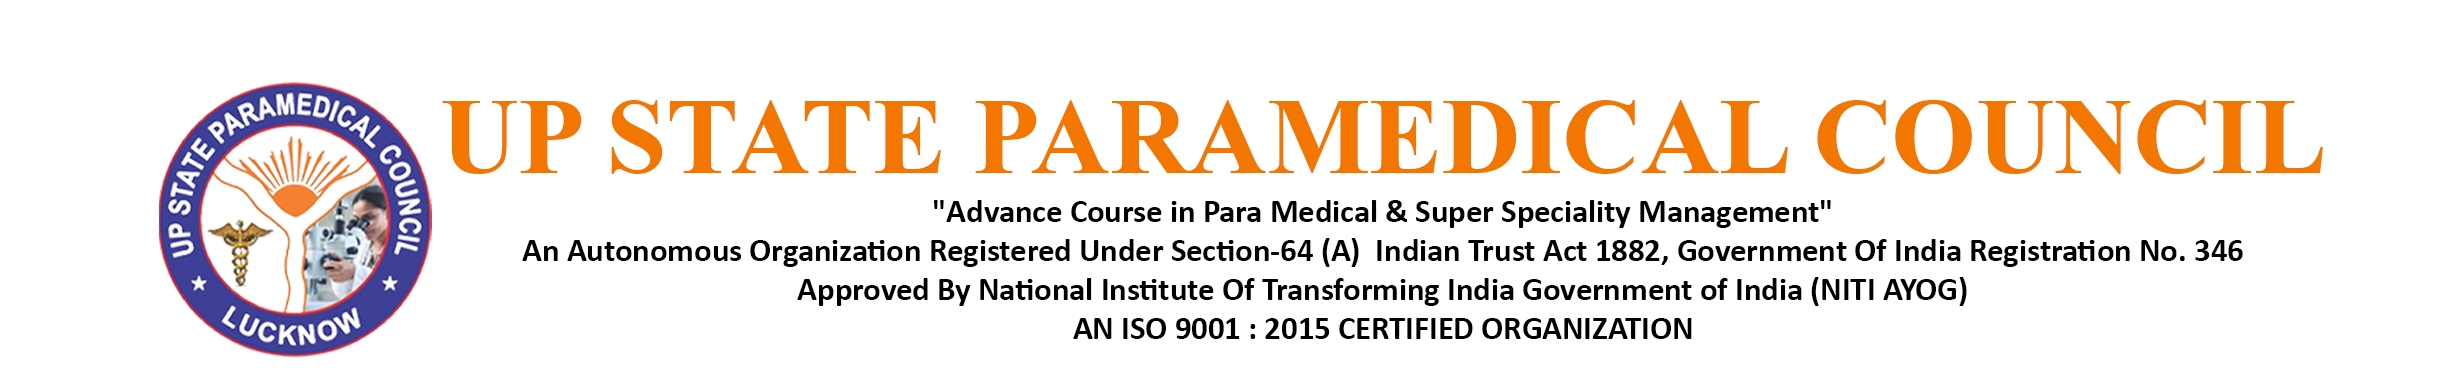 UP STATE PARAMEDICAL COUNCIL
LUCKNOW
UP STATE PARAMEDICAL COUNCIL
"Advance Course in Para Medical & Super Speciality Management"
An Autonomous Organization Registered Under Section-64 (A) Indian Trust Act 1882, Government Of India Registration No. 346
Approved By National Institute Of Transforming India Government of India (NITI AYOG)
AN ISO 9001 : 2015 CERTIFIED ORGANIZATION